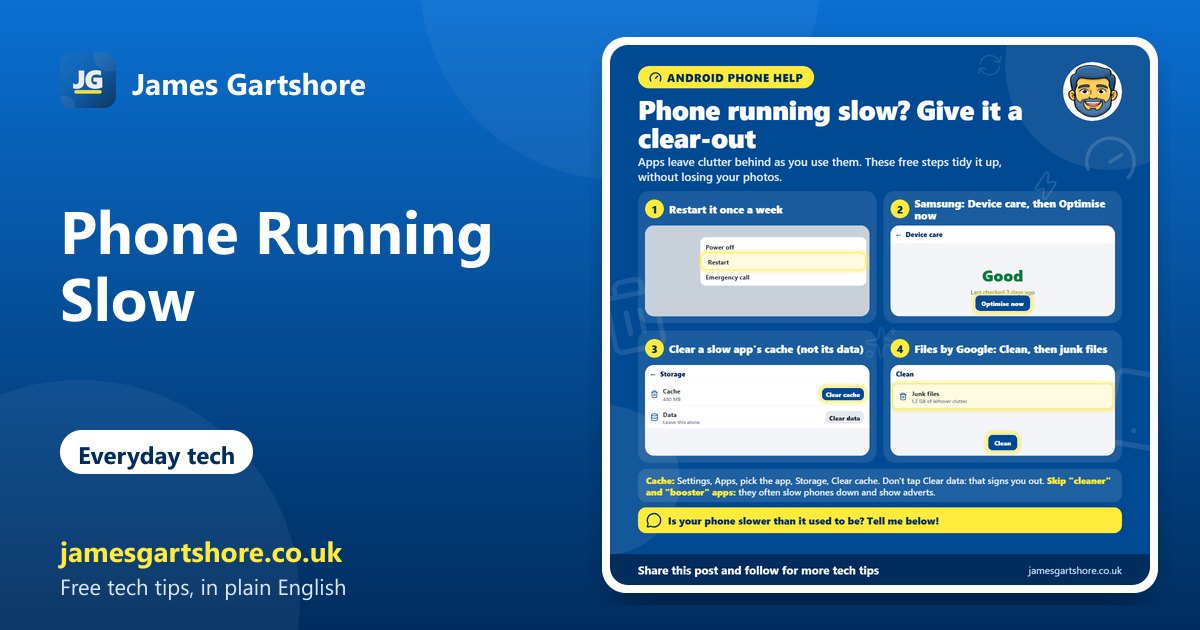 JG
James Gartshore
Phone Running
Slow
Everyday tech
jamesgartshore.co.uk
Free tech tips, in plain English
ANDROID PHONE HELP
Phone running slow? Give it a
clear-out
Apps leave clutter behind as you use them. These free steps tidy it up,
without losing your photos.
1 Restart it once a week
Power off
Restart
Emergency call
2 Samsung: Device care, then Optimise
now
← Device care
Good
Last checked 3 days ago
Optimise now
3 Clear a slow app's cache (not its data)
← Storage
Cache
480 MB
Clear cache
Data
Leave this alone
Clear data
4 Files by Google: Clean, then junk files
Clean
Junk files
1.2 GB of leftover clutter
Clean
Cache: Settings, Apps, pick the app, Storage, Clear cache. Don't tap Clear data: that signs you out. Skip "cleaner"
and "booster" apps: they often slow phones down and show adverts.
Is your phone slower than it used to be? Tell me below!
Share this post and follow for more tech tips
jamesgartshore.co.uk